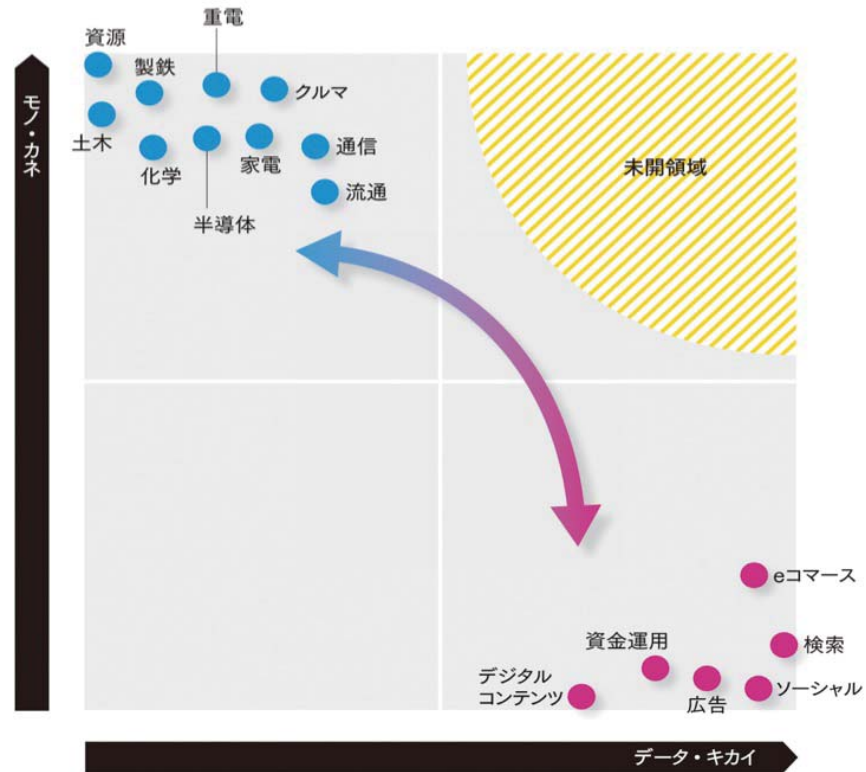 重電
資源
製鉄
クルマ
モノ・カネ
土木
化学
家電
通信
流通
半導体
未開領域
eコマース
資金運用
検索
デジタル
コンテンツ
広告
ソーシャル
データ・キカイ